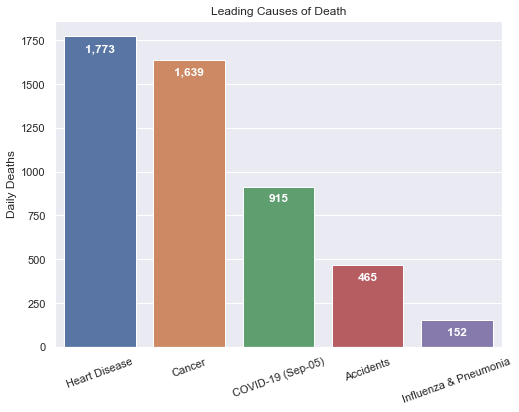 Leading Causes of Death
Daily Deaths
1750
1500
1250
1000
750
500
250
0
1,773
1,639
915
465
152
Heart Disease
Cancer
COVID-19 (Sep-05)
Accidents
Influenza & Pneumonia